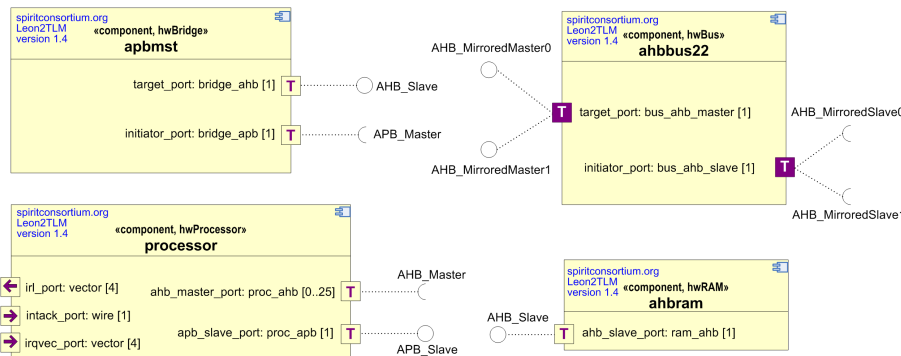 spiritconsortium.org
Leon2TLM
version 1.4
«component, hwBridge»
apbmst
target_port: bridge_ahb [1]
T
AHB_Slave
initiator_port: bridge_apb [1]
T
APB_Master
spiritconsortium.org
Leon2TLM
version 1.4
«component, hwBus»
ahbbus22
AHB_MirroredMaster0
T
target_port: bus_ahb_master [1]
AHB_MirroredMaster1
AHB_MirroredSlave0
initiator_port: bus_ahb_slave [1]
T
AHB_MirroredSlave1
spiritconsortium.org
Leon2TLM
version 1.4
«component, hwProcessor»
processor
irl_port: vector [4]
intack_port: wire [1]
irqvec_port: vector [4]
ahb_master_port: proc_ahb [0..25]
T
AHB_Master
apb_slave_port: proc_apb [1]
T
APB_Slave
spiritconsortium.org
Leon2TLM
version 1.4
«component, hwRAM»
ahbram
AHB_Slave
T
ahb_slave_port: ram_ahb [1]